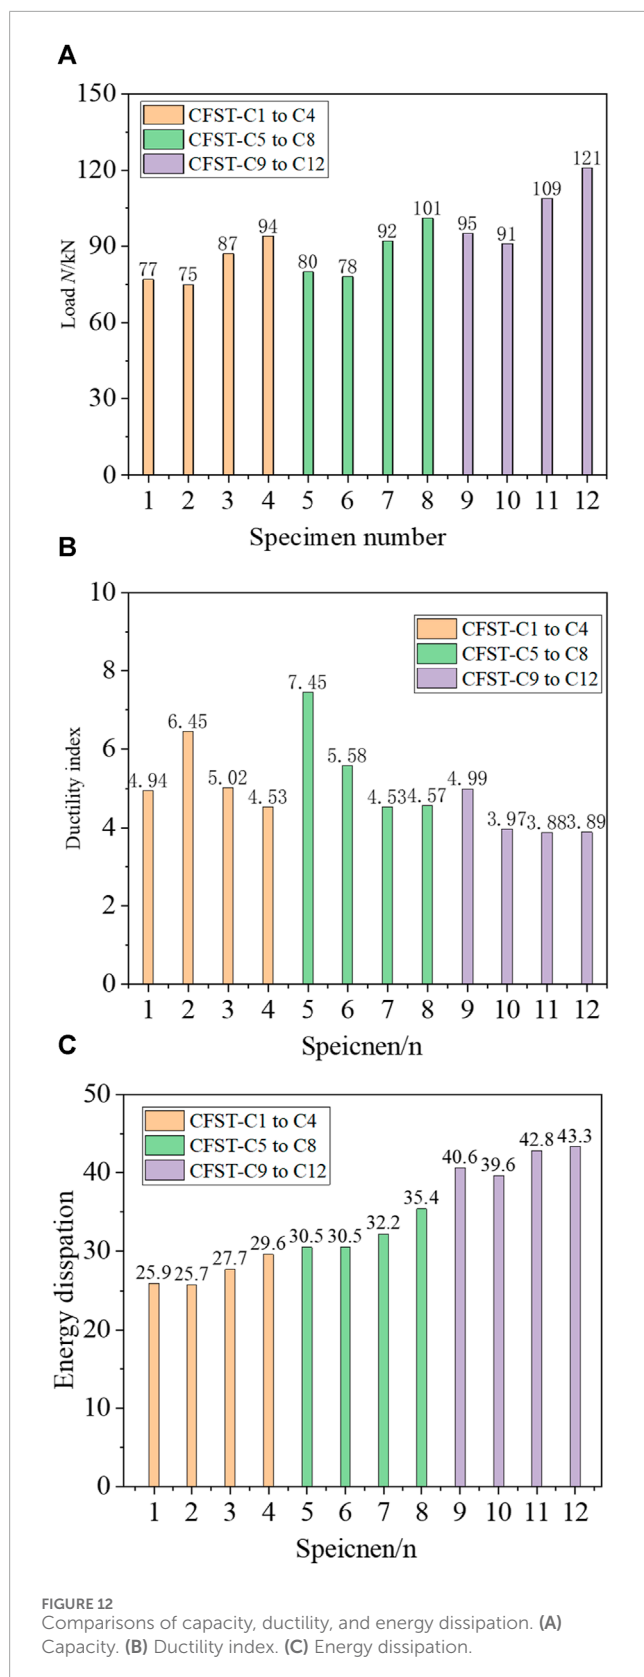 A
150
120
90
60
30
0
Load N/kN
CFST-C1 to C4
CFST-C5 to C8
CFST-C9 to C12
77 75 87 94 80 78 92 101 95 91 109 121
1 2 3 4 5 6 7 8 9 10 11 12
Specimen number
B
10
8
6
4
2
0
Ductility index
CFST-C1 to C4
CFST-C5 to C8
CFST-C9 to C12
4.94 6.45 5.02 4.53 7.45 5.58 4.53 4.57 4.99 3.97 3.88 3.89
1 2 3 4 5 6 7 8 9 10 11 12
Speicnen/n
C
50
40
30
20
10
0
Energy disspation
CFST-C1 to C4
CFST-C5 to C8
CFST-C9 to C12
25.9 25.7 27.7 29.6 30.5 30.5 32.2 35.4 40.6 39.6 42.8 43.3
1 2 3 4 5 6 7 8 9 10 11 12
Speicnen/n
FIGURE 12
Comparisons of capacity, ductility, and energy dissipation. (A)
Capacity. (B) Ductility index. (C) Energy dissipation.